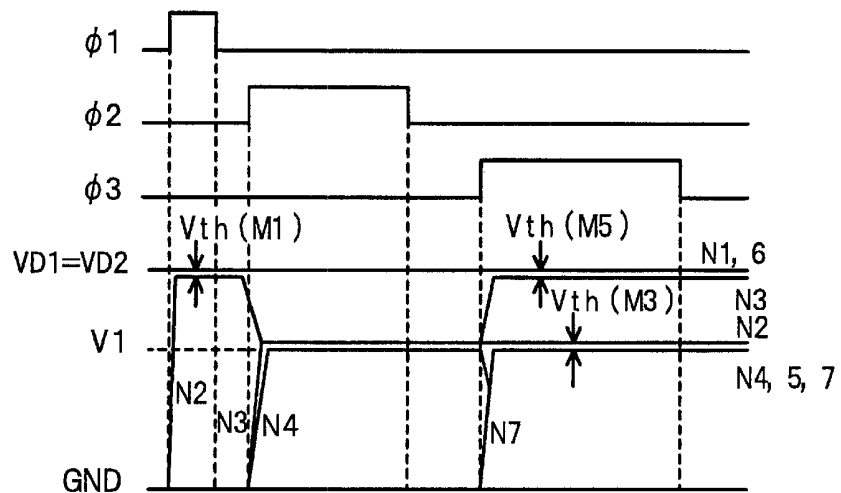 ϕ1
ϕ2
ϕ3
Vth(M1)
Vth(M5)
VD1=VD2
N1, 6
Vth(M3)
N3
N2
V1
N4, 5, 7
N2
N3
N4
N7
GND